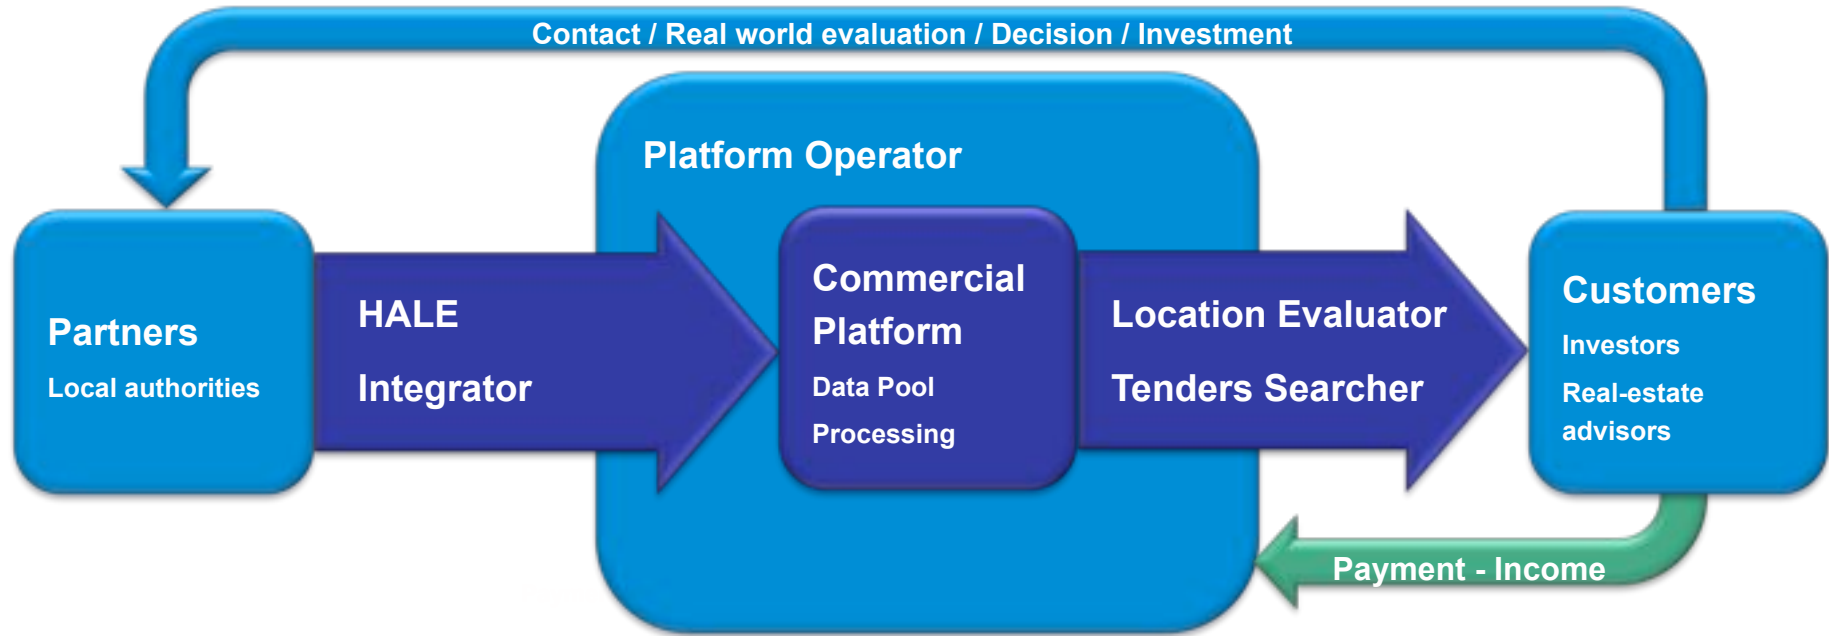 Contact / Real world evaluation / Decision / Investment
Platform Operator
Partners
Local authorities
HALE
Integrator
Commercial
Platform
Data Pool
Processing
Location Evaluator
Tenders Searcher
Customers
Investors
Real-estate
advisors
Payment - Income